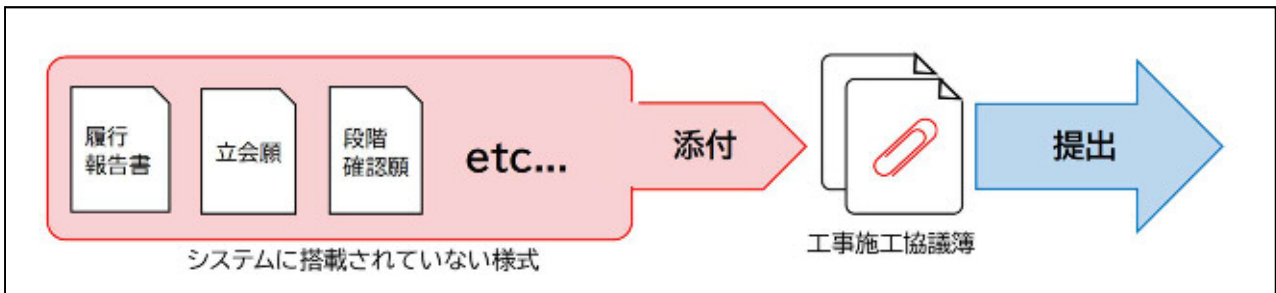 履行
報告書
立会願
段階
確認願
etc...
添付
提出
工事施工協議簿
システムに搭載されていない様式